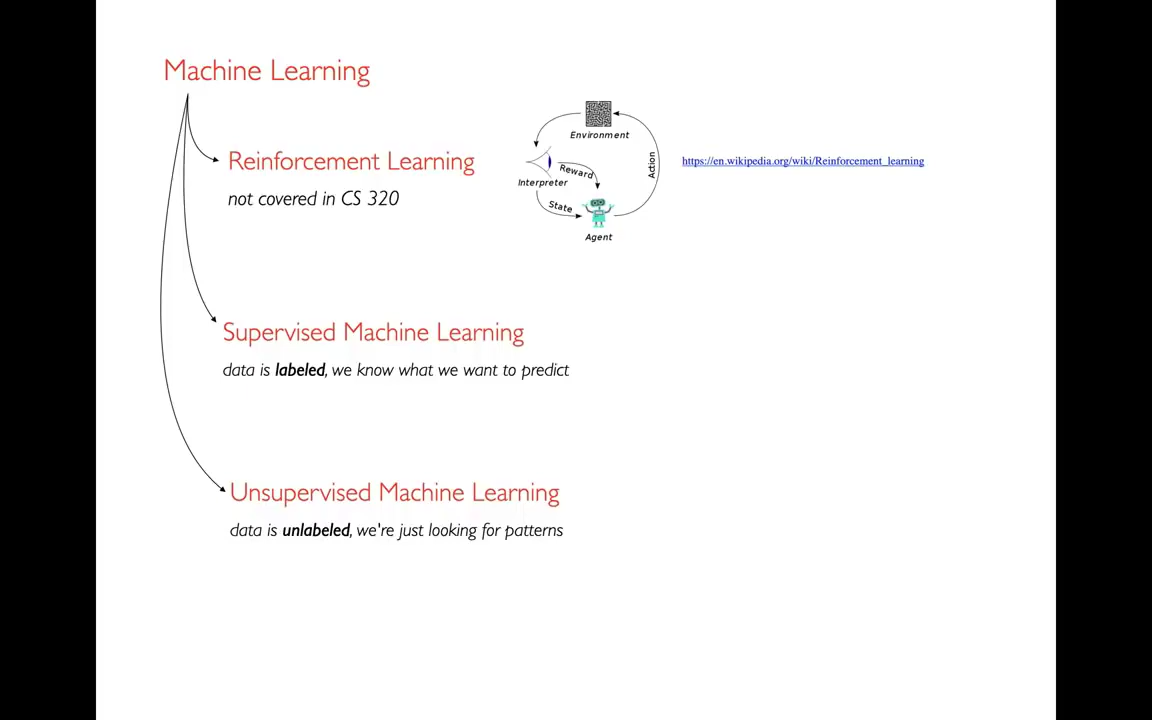 Machine Learning
Reinforcement Learning
not covered in CS 320
Environment
Reward
Action
Interpreter
State
Agent
https://en.wikipedia.org/wiki/Reinforcement_learning
Supervised Machine Learning
data is labeled, we know what we want to predict
Unsupervised Machine Learning
data is unlabeled, we're just looking for patterns